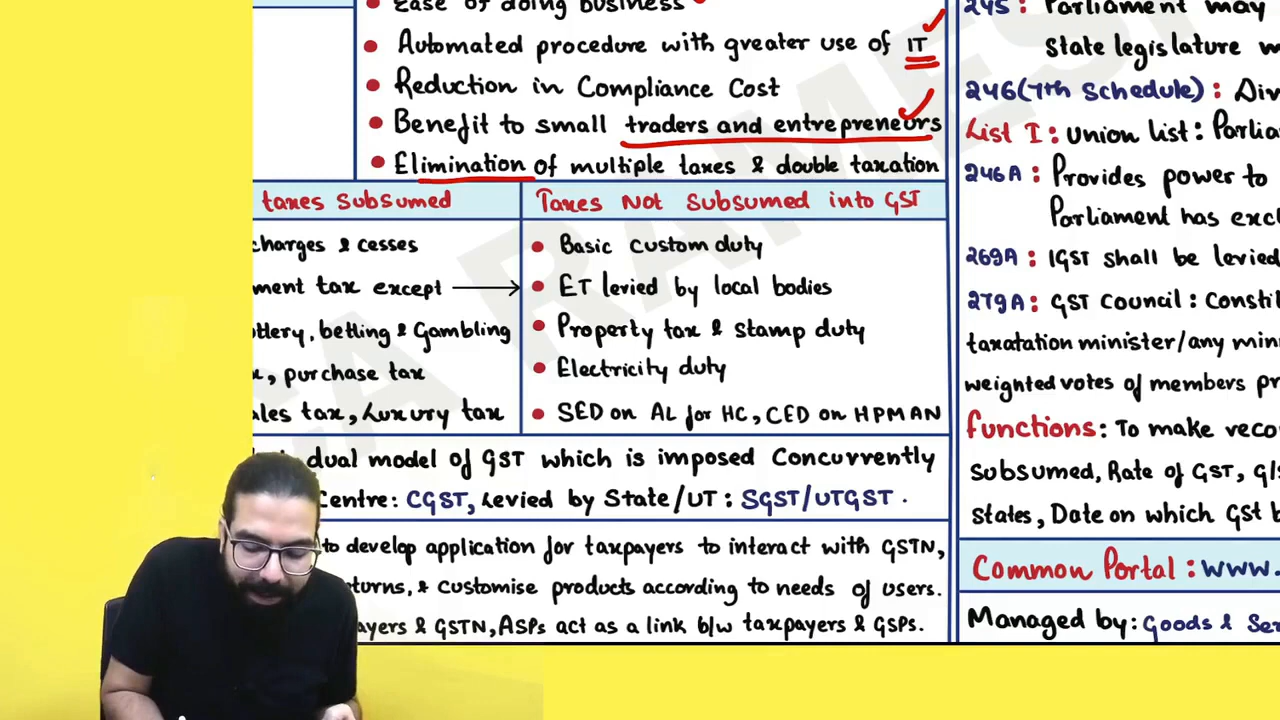 Ease of doing business
Automated procedure with greater use of IT
Reduction in Compliance Cost
Benefit to small traders and entrepreneurs
Elimination of multiple taxes & double taxation
taxes Subsumed
charges & cesses
ment tax except
ottery, betting & Gambling
x, purchase tax
ales tax, Luxury tax
Taxes Not Subsumed into GST
Basic custom duty
ET levied by local bodies
Property tax & stamp duty
Electricity duty
SED on AL for HC, CED on HPMAN
dual model of GST which is imposed Concurrently
Centre: CGST, Levied by State/UT: SGST/UTGST.
to develop application for taxpayers to interact with GSTN,
turns, & customise products according to needs of users.
ayers & GSTN, ASPs act as a link b/w taxpayers & GSPs.
245: Parliament may
State legislature
246 (7th Schedule): Div
List I: Union list: Parlia
246A: Provides power to
Parliament has exc
269A: IGST shall be levied
279A: GST Council: Consti
taxatation minister/any min
weighted votes of members pr
Functions: To make reco
subsumed, Rate of GST, G/
states, Date on which GST b
Common Portal: www.
Managed by: Goods & Ser
CA RAMES